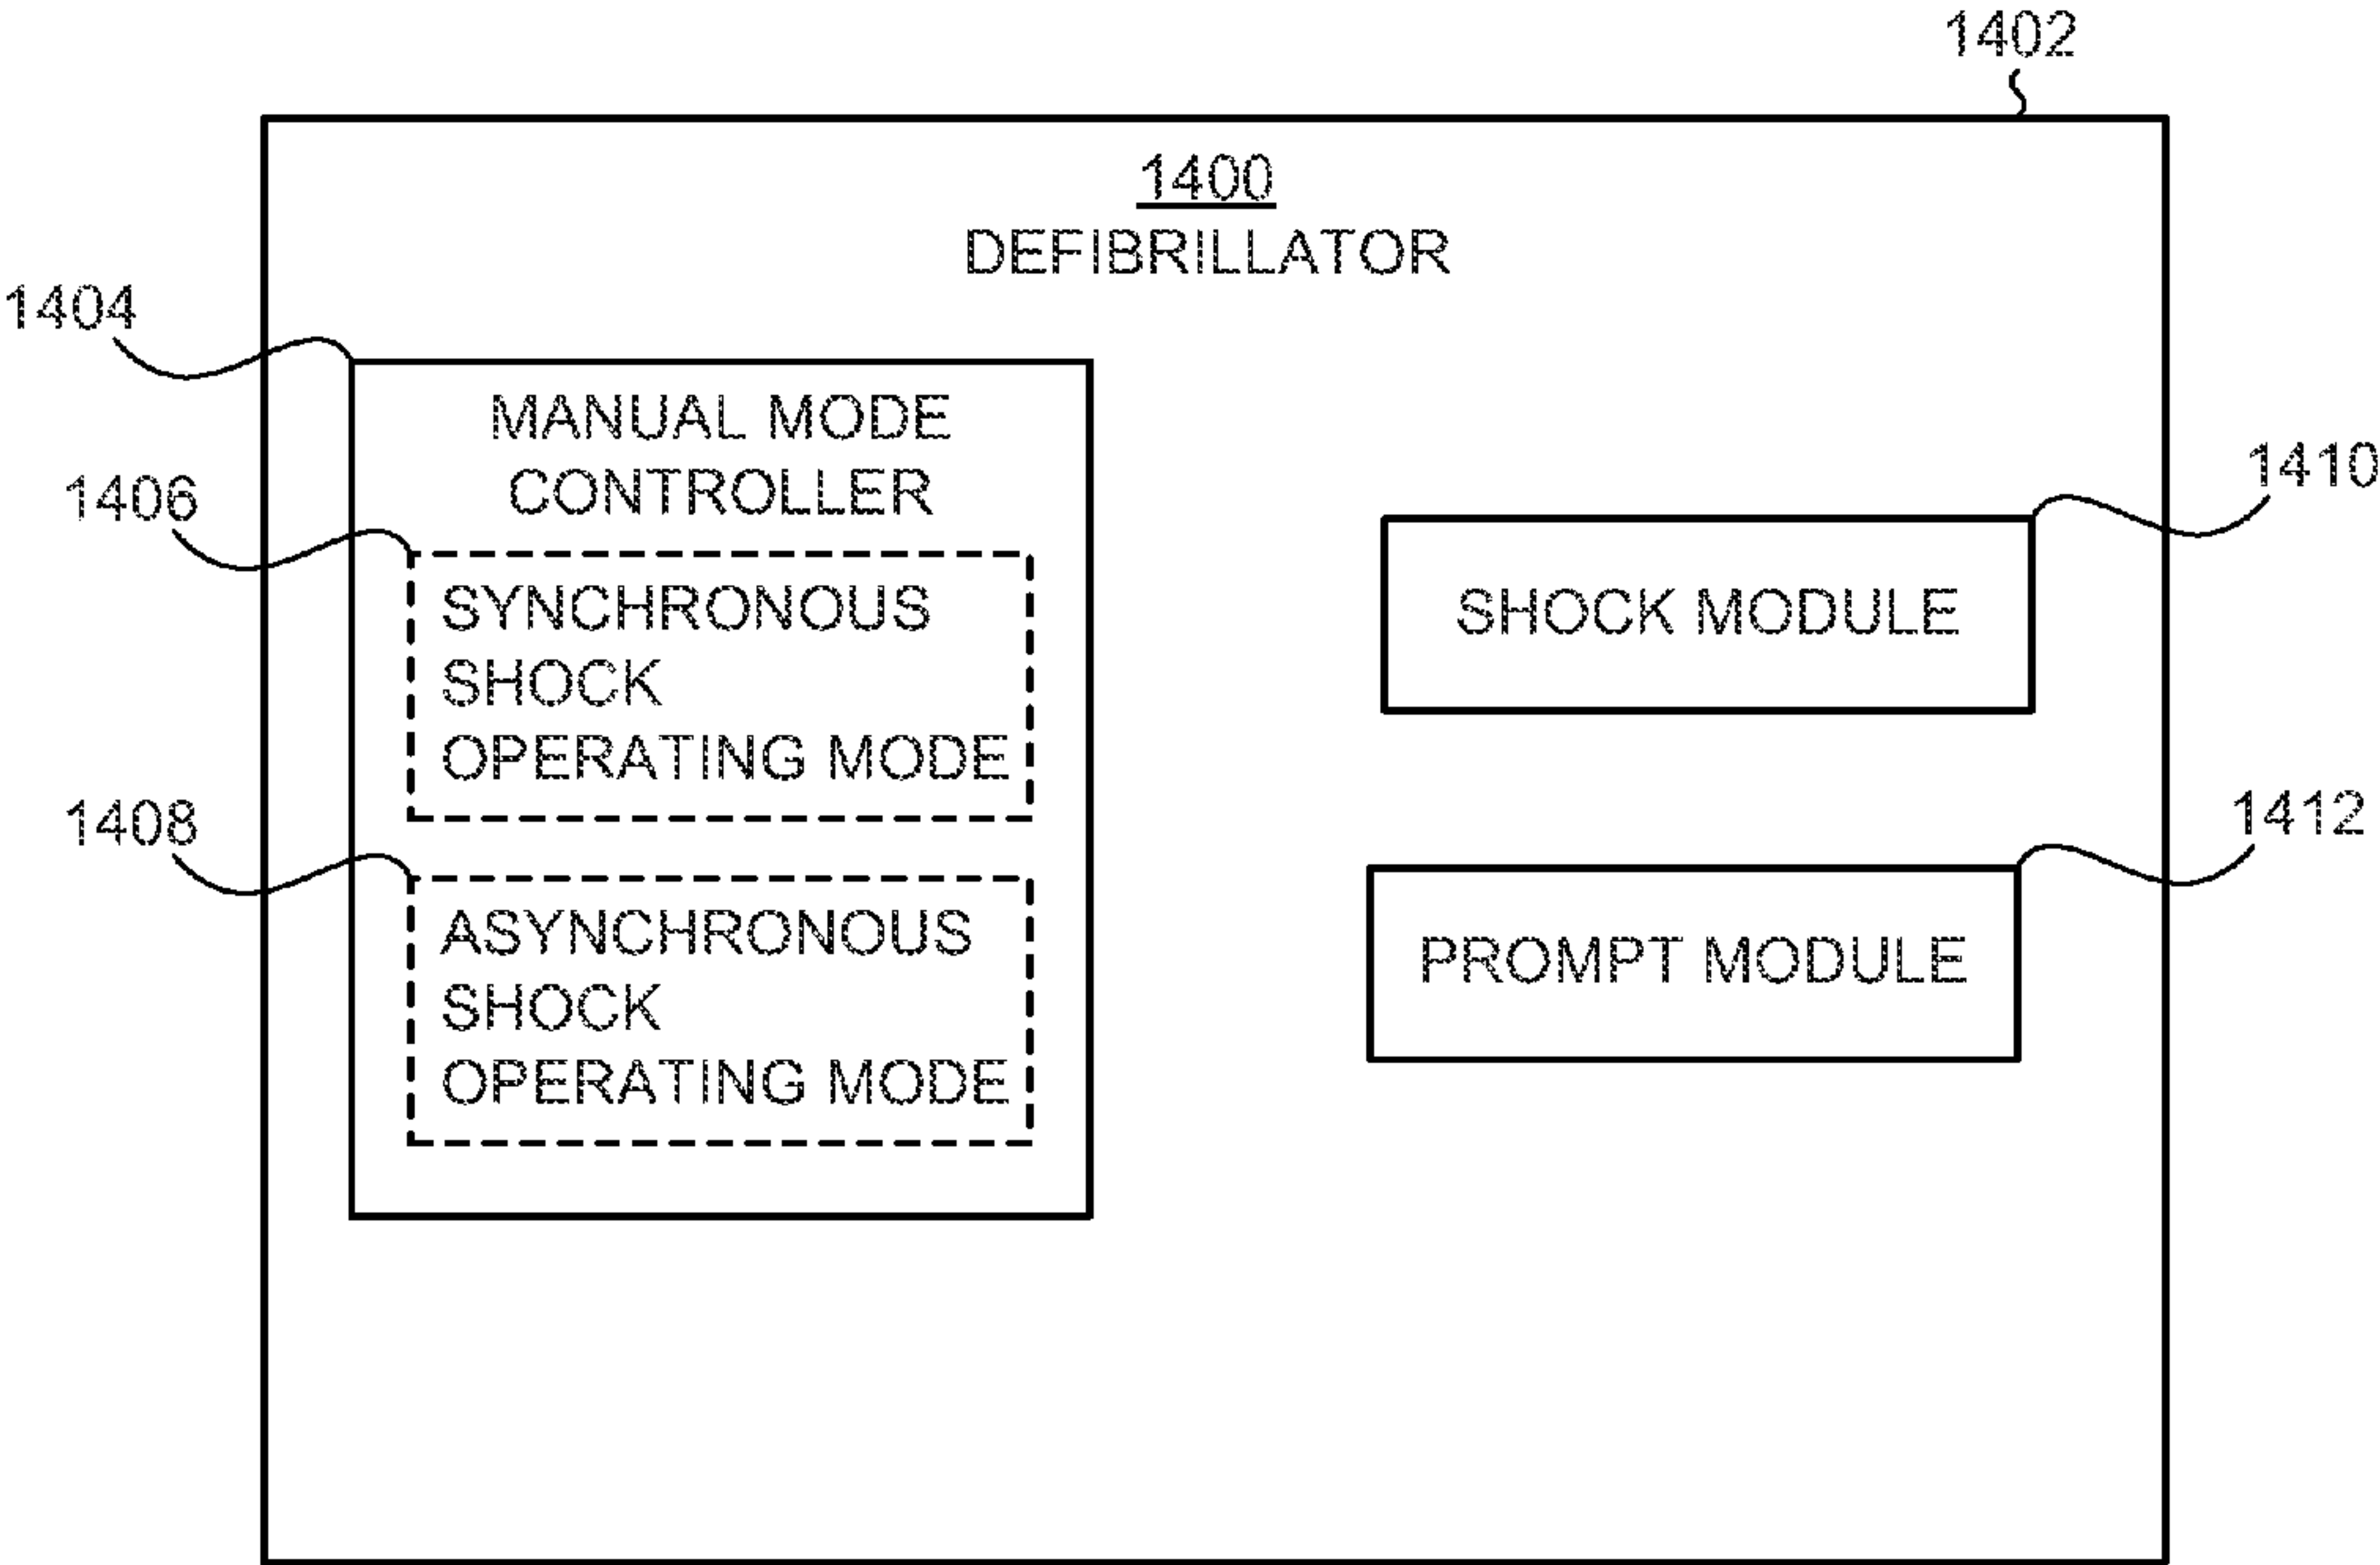 1402
1400
DEFIBRILLATOR
1404
MANUAL MODE
CONTROLLER
1406
SYNCHRONOUS
SHOCK
OPERATING MODE
1408
ASYNCHRONOUS
SHOCK
OPERATING MODE
1410
SHOCK MODULE
1412
PROMPT MODULE